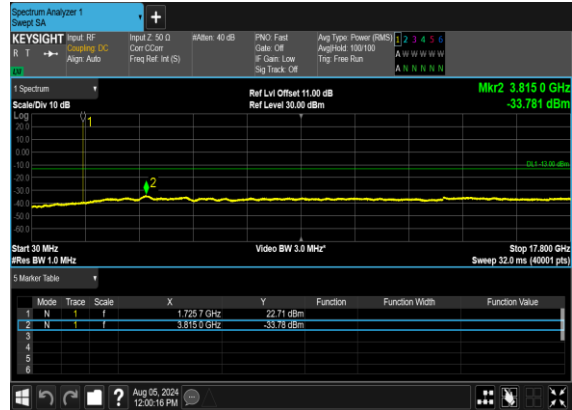 Spectrum Analyzer 1
Swept SA
+
KEYSIGHT Input: RF Input Z: 50 Ω #Atten: 40 dB PNO: Fast Avg Type: Power (RMS) 1 2 3 4 5 6
R T Coupling: DC Corr CCorr Gate: Off Avg|Hold: 100/100 A W W W W W
Align: Auto Freq Ref: Int (S) IF Gain: Low Trig: Free Run
Sig Track: Off A N N N N N
1 Spectrum Ref Lvl Offset 11.00 dB Mkr2 3.815 0 GHz
Scale/Div 10 dB Ref Level 30.00 dBm -33.781 dBm
Log
20.0
10.0
0.00
-10.0
-20.0
-30.0
-40.0
-50.0
-60.0
1
2
DL1 -13.00 dBm
Start 30 MHz Video BW 3.0 MHz* Stop 17.800 GHz
#Res BW 1.0 MHz Sweep 32.0 ms (40001 pts)
5 Marker Table
Mode Trace Scale X Y Function Function Width Function Value
1 N 1 f 1.725 7 GHz 22.71 dBm
2 N 1 f 3.815 0 GHz -33.78 dBm
3
4
5
6
? Aug 05, 2024
12:00:16 PM